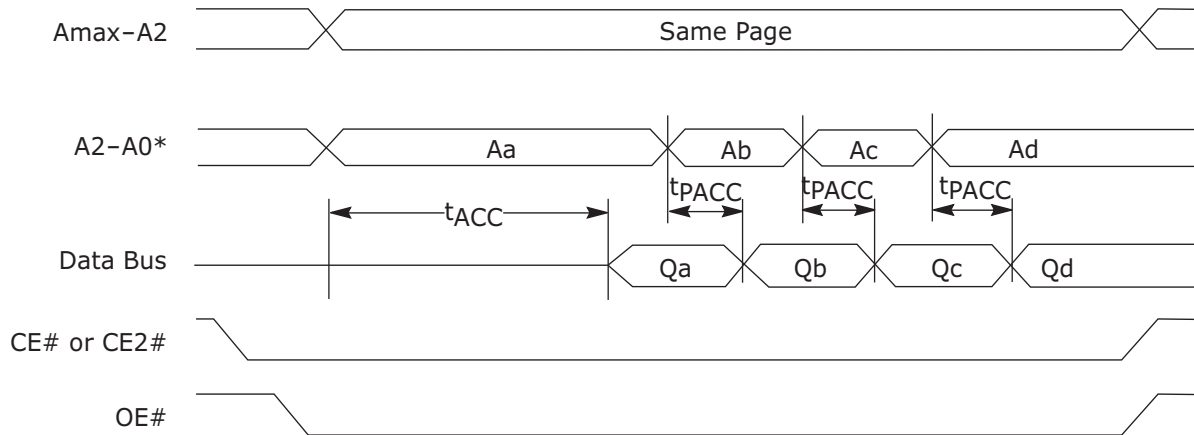 Amax–A2
Same Page
A2–A0*
Aa
Ab
Ac
Ad
tACC
tPACC
tPACC
tPACC
Data Bus
Qa
Qb
Qc
Qd
CE# or CE2#
OE#